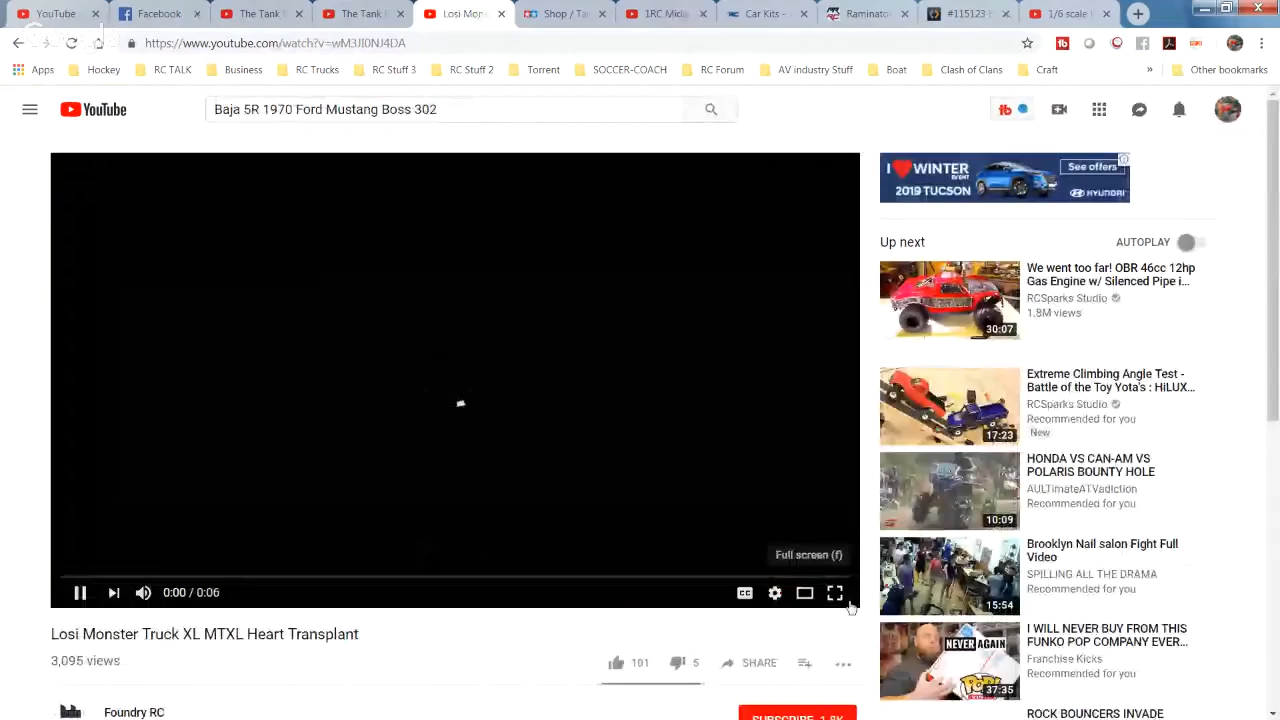 YouTube
Facebook
The Tank
The Tank
Losi Mon
Shop / Ta
1RC Mid
Car Kits -
Raminato
#115123
1/6 scale
https://www.youtube.com/watch?v=wM3JI0NJ4DA
Apps
Hockey
RC TALK
Business
RC Trucks
RC Stuff 3
RC Stuff 2
Torrent
SOCCER-COACH
RC Forum
AV industry Stuff
Boat
Clash of Clans
Craft
»
Other bookmarks
YouTube
Baja 5R 1970 Ford Mustang Boss 302
tb
I WINTER
EVENT
2019 TUCSON
See offers
HYUNDAI
Up next
AUTOPLAY
We went too far! OBR 46cc 12hp
Gas Engine w/ Silenced Pipe i...
RCSparks Studio
1.8M views
30:07
Extreme Climbing Angle Test -
Battle of the Toy Yota's : HiLUX...
RCSparks Studio
Recommended for you
New
17:23
HONDA VS CAN-AM VS
POLARIS BOUNTY HOLE
AULTimateATVadiction
Recommended for you
10:09
Brooklyn Nail salon Fight Full
Video
SPILLING ALL THE DRAMA
Recommended for you
15:54
I WILL NEVER BUY FROM THIS
FUNKO POP COMPANY EVER...
Franchise Kicks
Recommended for you
NEVER AGAIN
POP!
37:35
ROCK BOUNCERS INVADE
Full screen (f)
0:00 / 0:06
CC
Losi Monster Truck XL MTXL Heart Transplant
3,095 views
101
5
SHARE
Foundry RC
SUBSCRIBE 1.8K